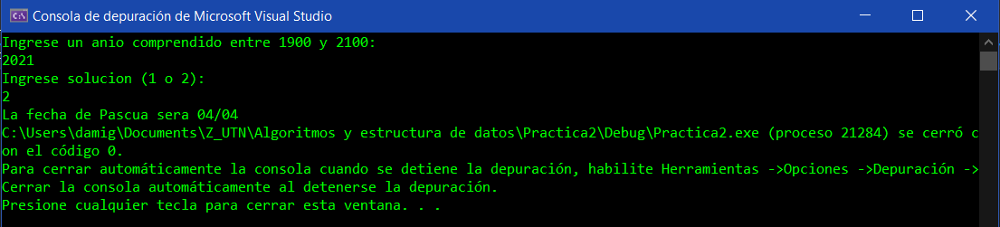 C:\ Consola de depuración de Microsoft Visual Studio
Ingrese un anio comprendido entre 1900 y 2100:
2021
Ingrese solucion (1 o 2):
2
La fecha de Pascua sera 04/04
C:\Users\damig\Documents\Z_UTN\Algoritmos y estructura de datos\Practica2\Debug\Practica2.exe (proceso 21284) se cerró c
on el código 0.
Para cerrar automáticamente la consola cuando se detiene la depuración, habilite Herramientas ->Opciones ->Depuración ->
Cerrar la consola automáticamente al detenerse la depuración.
Presione cualquier tecla para cerrar esta ventana. . .